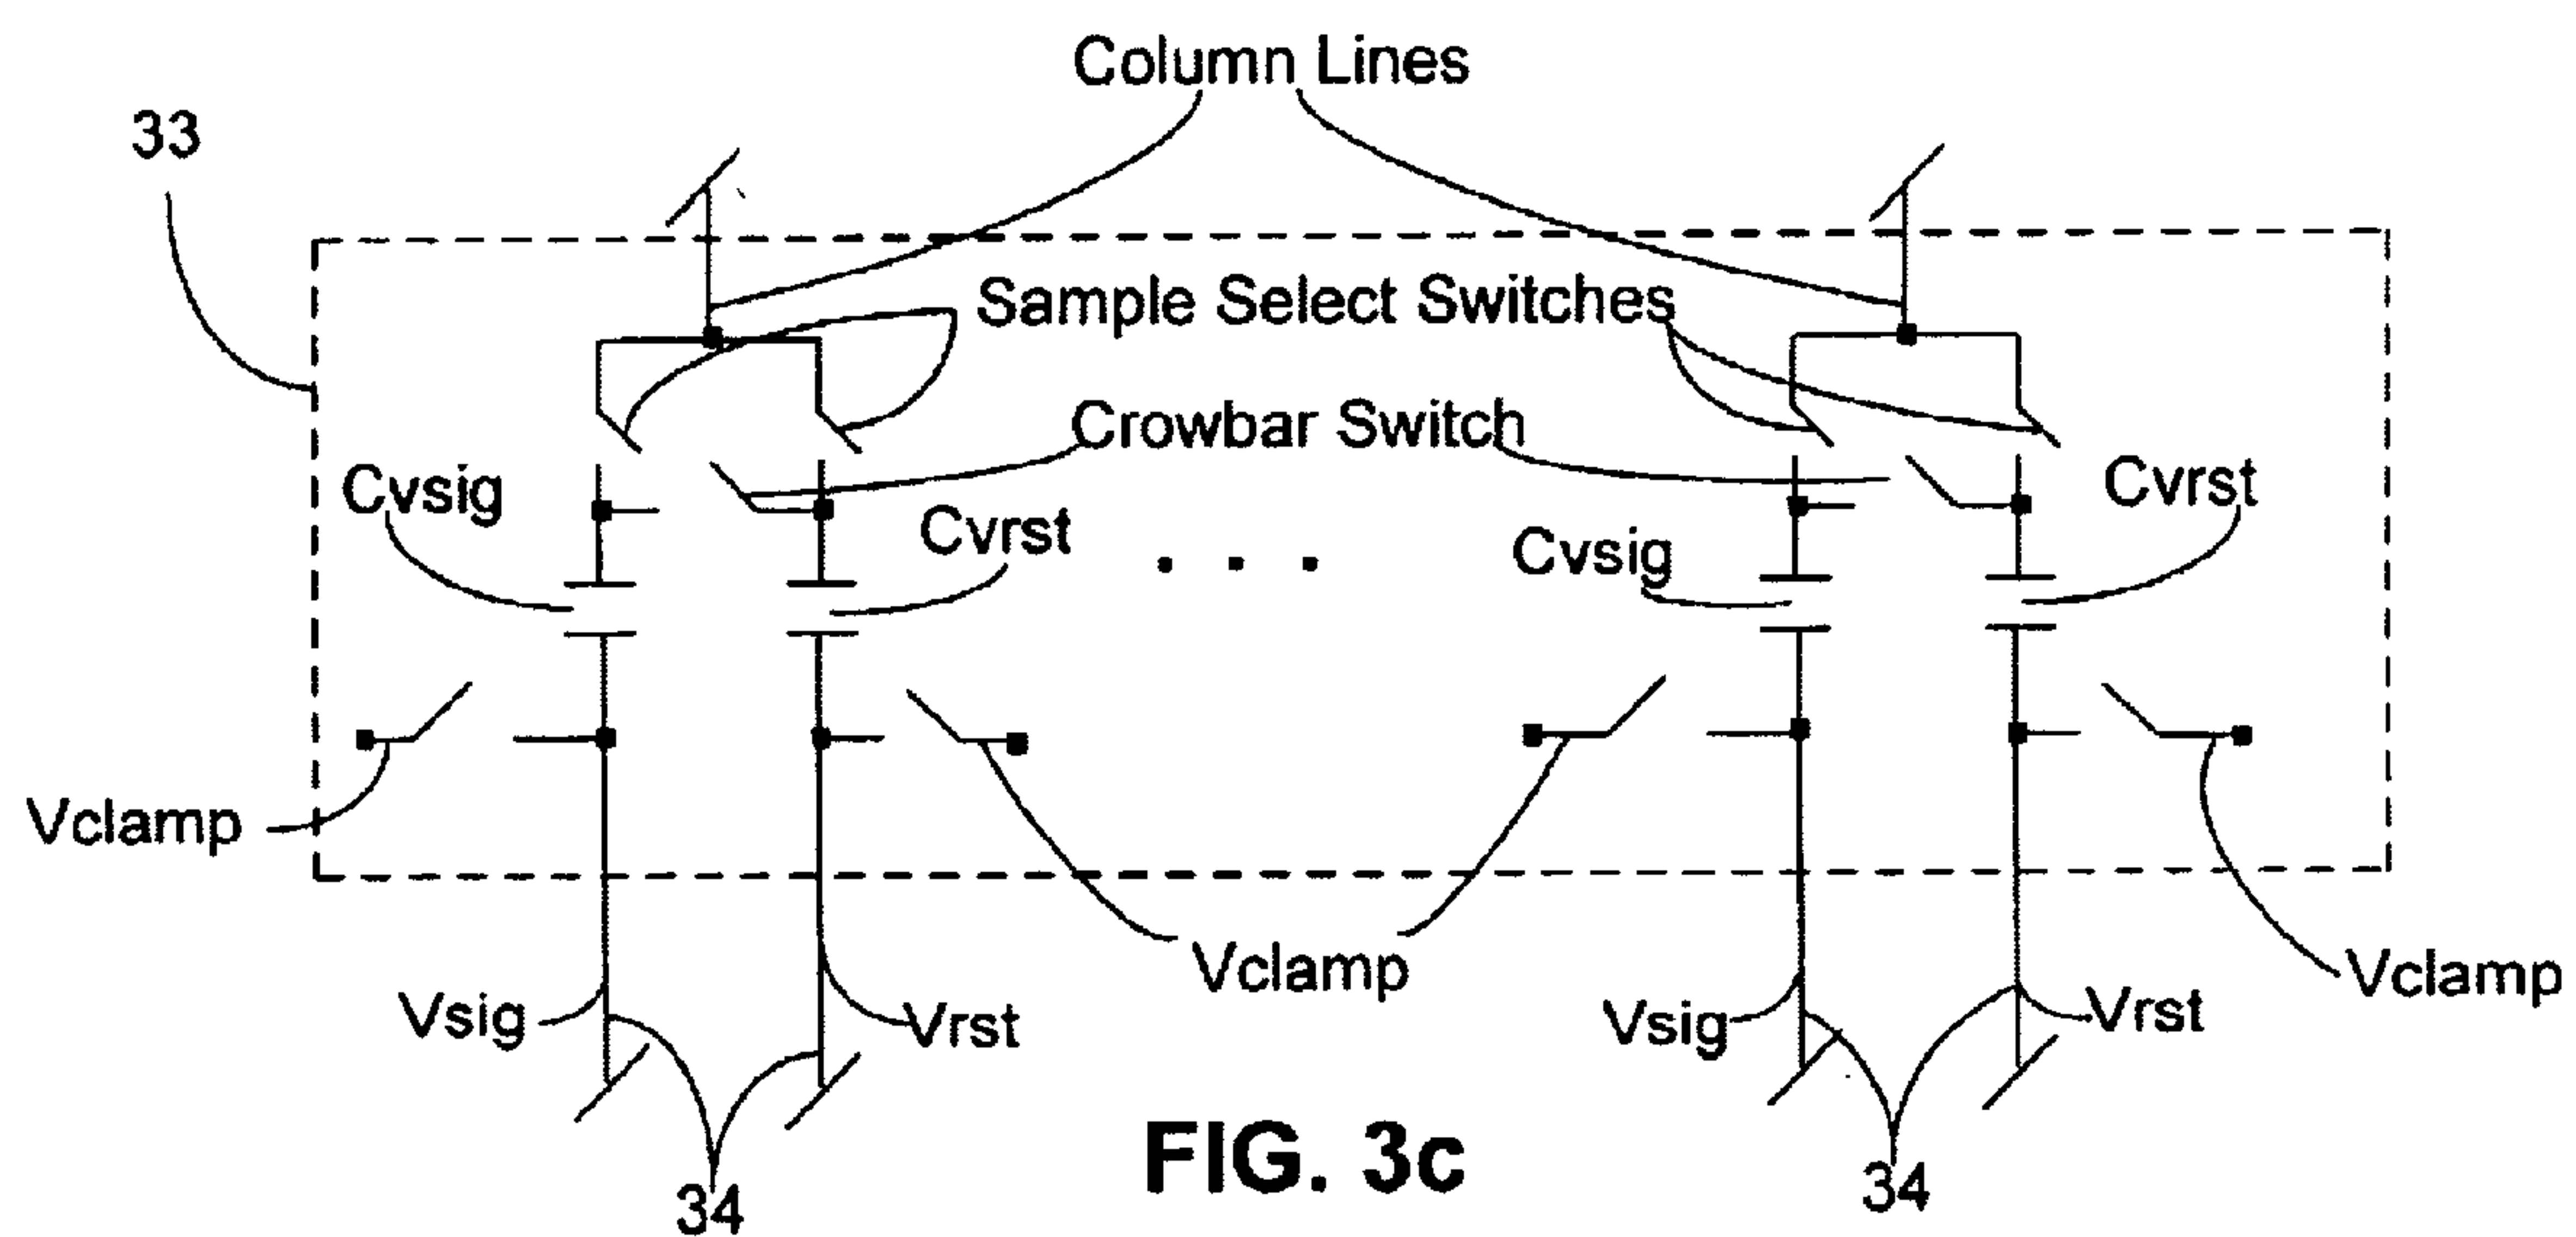 Column Lines
33
Sample Select Switches
Crowbar Switch
Cvsig
Cvrst
Cvrst
. . .
Cvsig
Vclamp
Vclamp
Vclamp
Vsig
Vrst
Vsig
Vrst
FIG. 3c
34
34